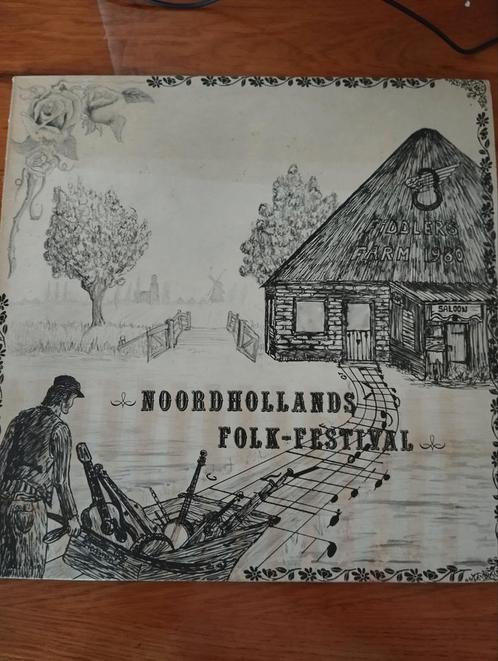 FIDDLERS
FARM 1980
SALOON
NOORDHOLLANDS
FOLK-FESTIVAL